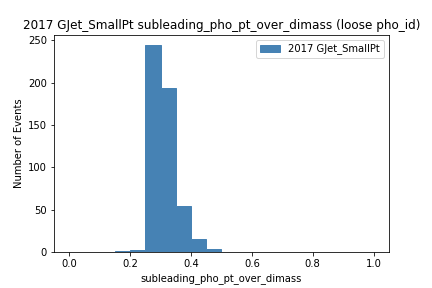 2017 GJet_SmallPt subleading_pho_pt_over_dimass (loose pho_id)
250
200
150
100
50
0
Number of Events
2017 GJet_SmallPt
0.0 0.2 0.4 0.6 0.8 1.0
subleading_pho_pt_over_dimass